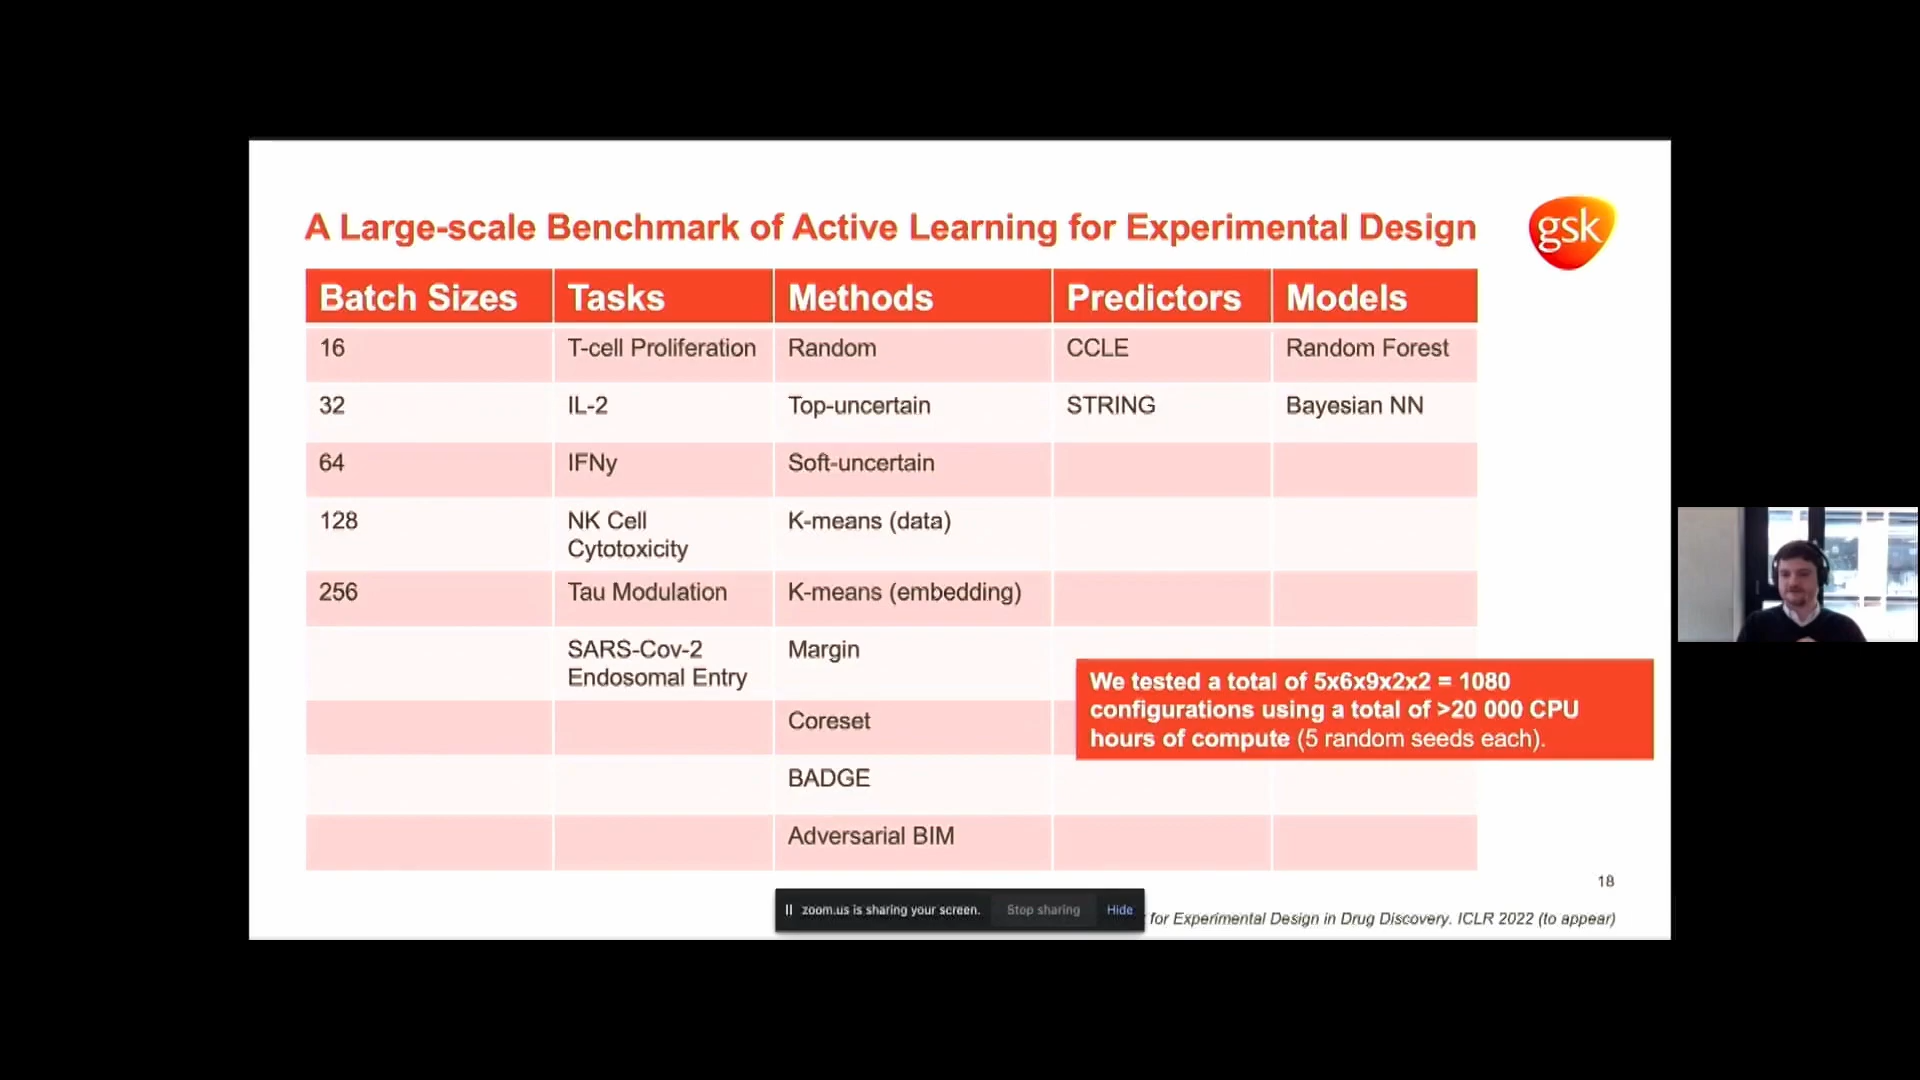 A Large-scale Benchmark of Active Learning for Experimental Design
gsk
Batch Sizes Tasks Methods Predictors Models
16 T-cell Proliferation Random CCLE Random Forest
32 IL-2 Top-uncertain STRING Bayesian NN
64 IFNy Soft-uncertain
128 NK Cell K-means (data)
Cytotoxicity
256 Tau Modulation K-means (embedding)
SARS-Cov-2 Margin
Endosomal Entry
We tested a total of 5x6x9x2x2 = 1080
configurations using a total of >20 000 CPU
hours of compute (5 random seeds each).
Coreset
BADGE
Adversarial BIM
18
zoom.us is sharing your screen. Stop sharing Hide
for Experimental Design in Drug Discovery. ICLR 2022 (to appear)